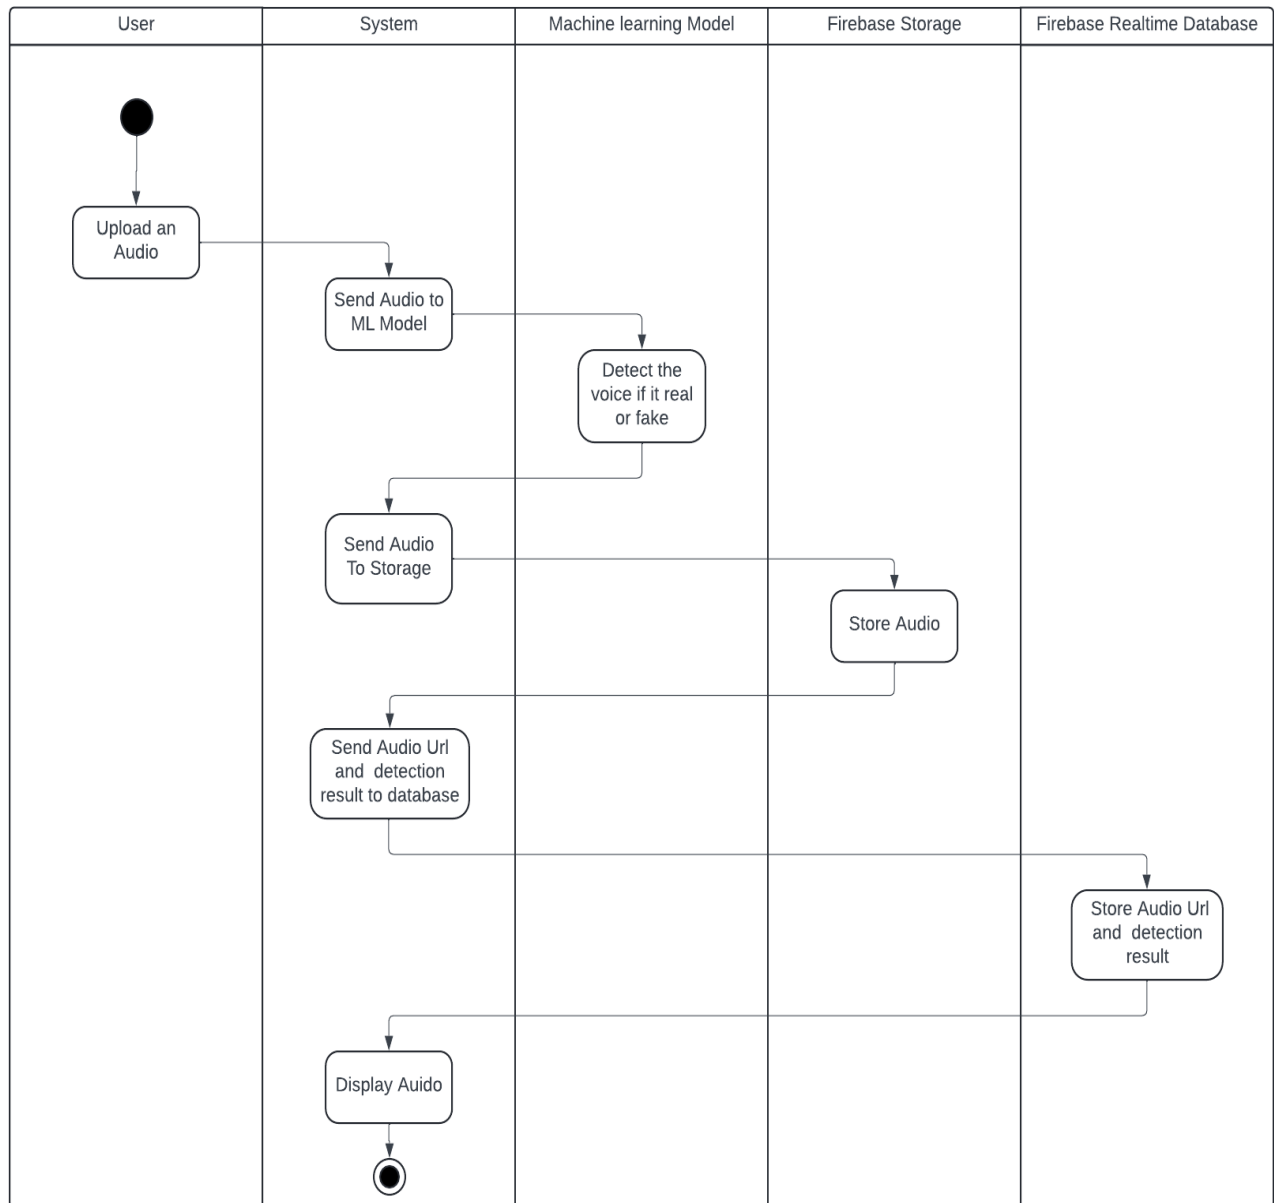 User
System
Machine learning Model
Firebase Storage
Firebase Realtime Database
Upload an
Audio
Send Audio to
ML Model
Detect the
voice if it real
or fake
Send Audio
To Storage
Store Audio
Send Audio Url
and  detection
result to database
Store Audio Url
and  detection
result
Display Auido